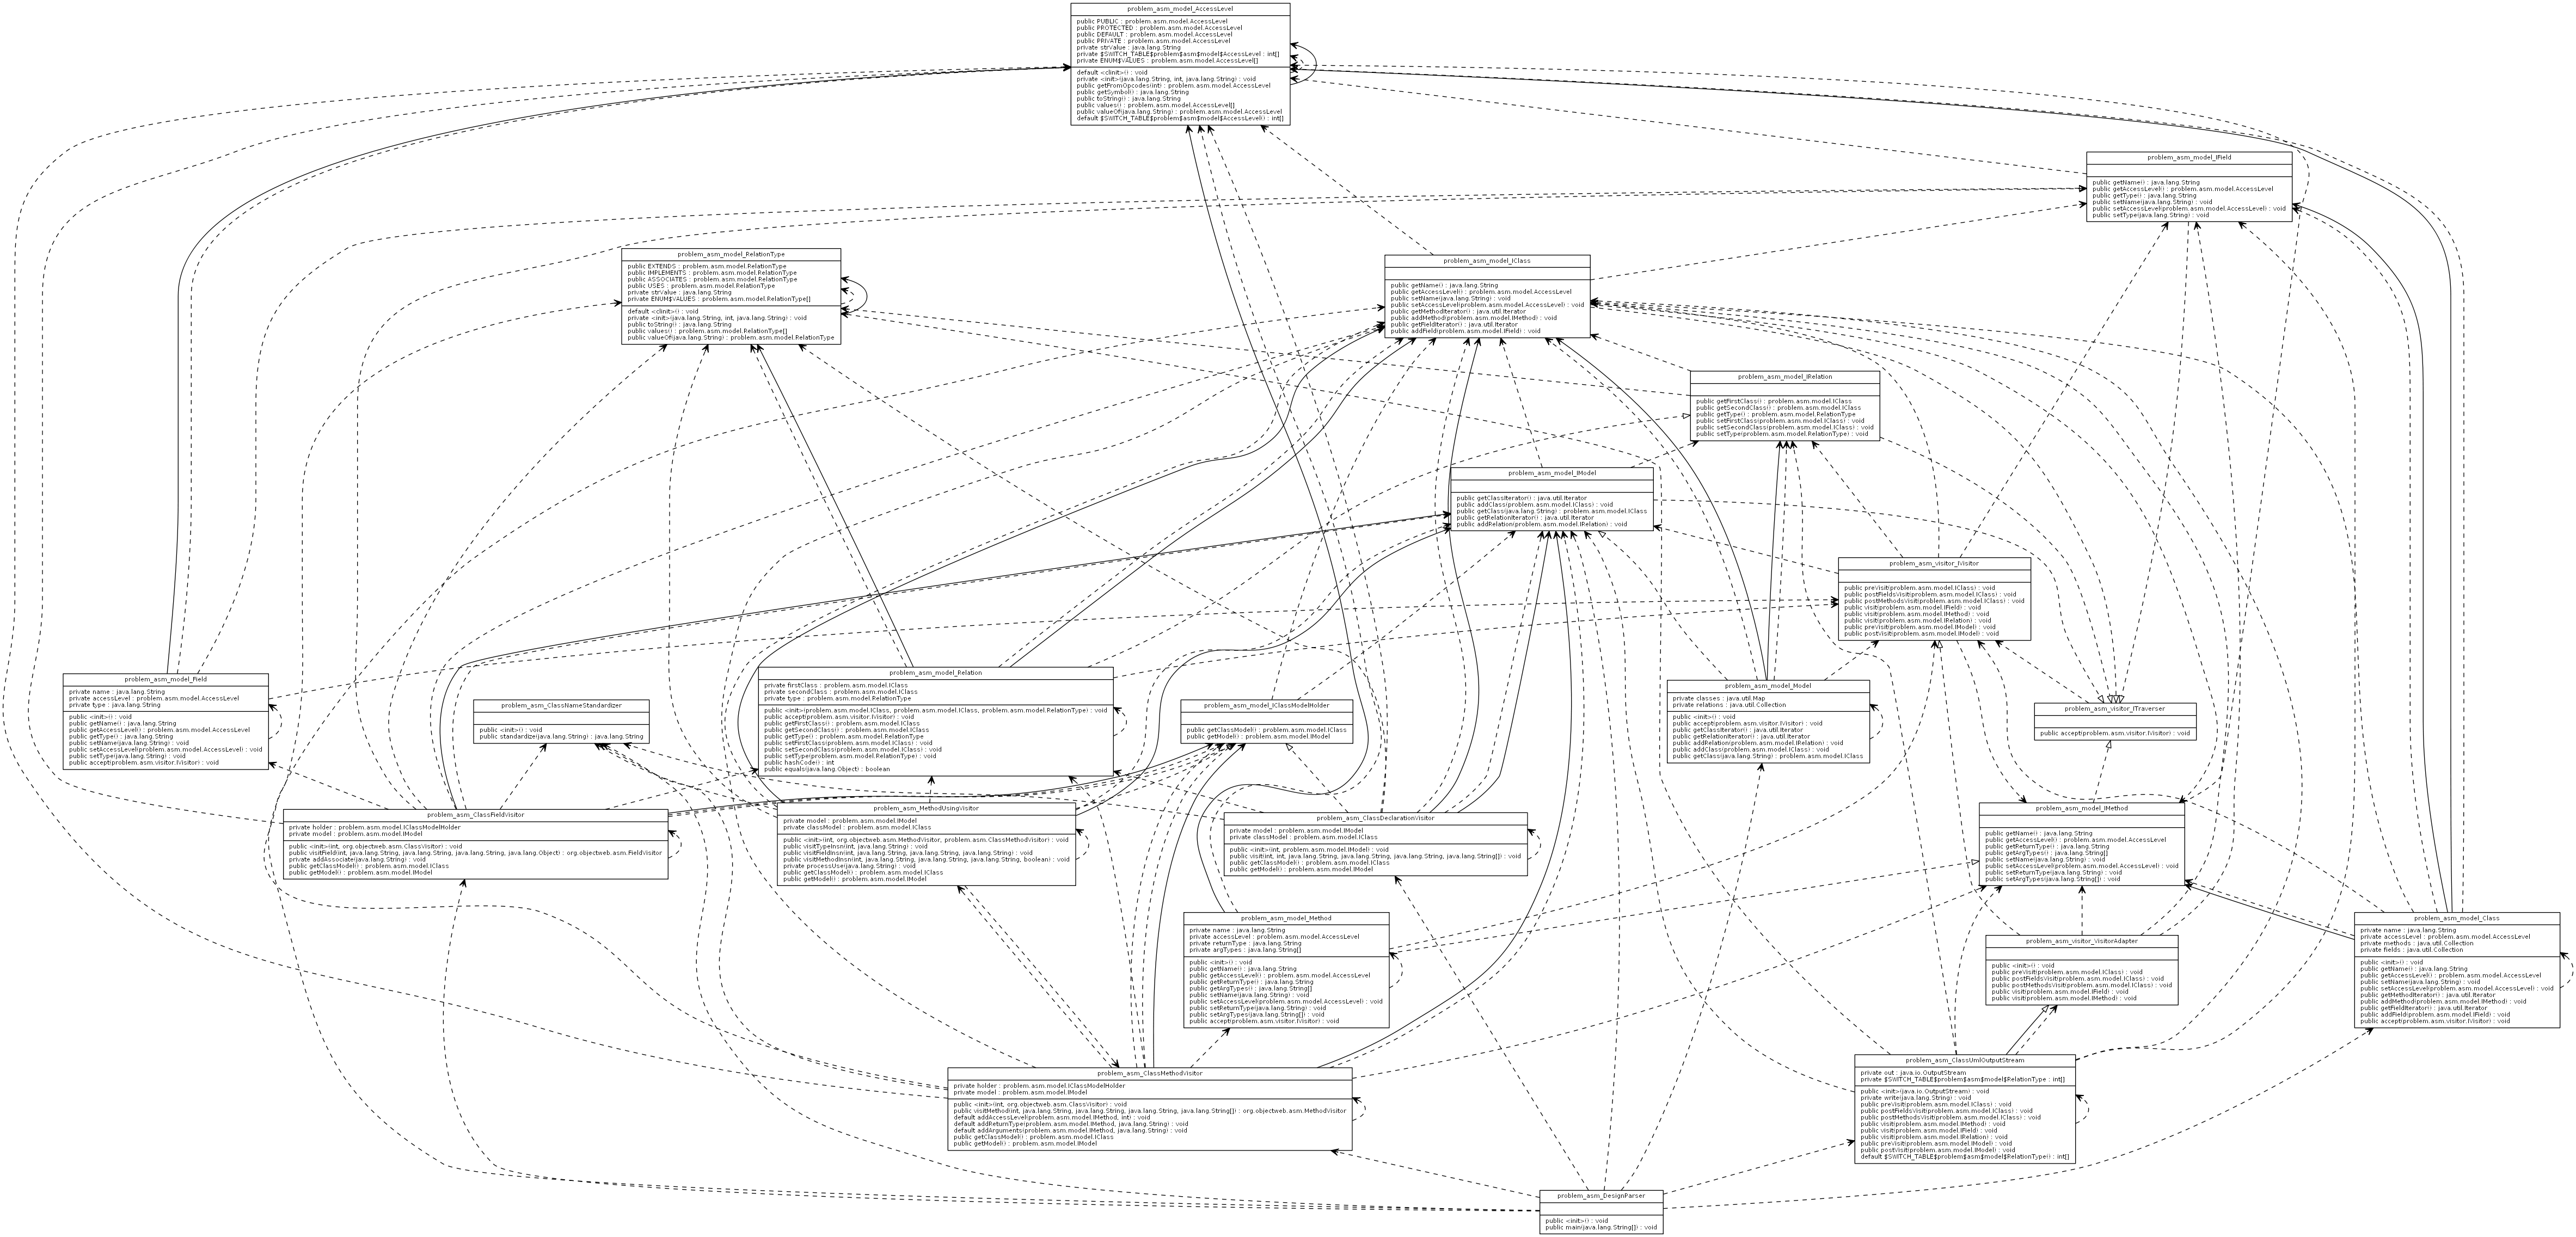 problem_asm_model_AccessLevel
public PUBLIC : problem.asm.model.AccessLevel
public PROTECTED : problem.asm.model.AccessLevel
public DEFAULT : problem.asm.model.AccessLevel
public PRIVATE : problem.asm.model.AccessLevel
private strValue : java.lang.String
private $SWITCH_TABLE$problem$asm$model$AccessLevel : int[]
private ENUM$VALUES : problem.asm.model.AccessLevel[]
default <clinit>() : void
private <init>(java.lang.String, int, java.lang.String) : void
public getFromOpcodes(int) : problem.asm.model.AccessLevel
public getSymbol() : java.lang.String
public toString() : java.lang.String
public values() : problem.asm.model.AccessLevel[]
public valueOf(java.lang.String) : problem.asm.model.AccessLevel
default $SWITCH_TABLE$problem$asm$model$AccessLevel() : int[]
problem_asm_model_IField
public getName() : java.lang.String
public getAccessLevel() : problem.asm.model.AccessLevel
public getType() : java.lang.String
public setName(java.lang.String) : void
public setAccessLevel(problem.asm.model.AccessLevel) : void
public setType(java.lang.String) : void
problem_asm_model_RelationType
public EXTENDS : problem.asm.model.RelationType
public IMPLEMENTS : problem.asm.model.RelationType
public ASSOCIATES : problem.asm.model.RelationType
public USES : problem.asm.model.RelationType
private strValue : java.lang.String
private ENUM$VALUES : problem.asm.model.RelationType[]
default <clinit>() : void
private <init>(java.lang.String, int, java.lang.String) : void
public toString() : java.lang.String
public values() : problem.asm.model.RelationType[]
public valueOf(java.lang.String) : problem.asm.model.RelationType
problem_asm_model_IClass
public getName() : java.lang.String
public getAccessLevel() : problem.asm.model.AccessLevel
public setName(java.lang.String) : void
public setAccessLevel(problem.asm.model.AccessLevel) : void
public getMethodIterator() : java.util.Iterator
public addMethod(problem.asm.model.IMethod) : void
public getFieldIterator() : java.util.Iterator
public addField(problem.asm.model.IField) : void
problem_asm_model_IRelation
public getFirstClass() : problem.asm.model.IClass
public getSecondClass() : problem.asm.model.IClass
public getType() : problem.asm.model.RelationType
public setFirstClass(problem.asm.model.IClass) : void
public setSecondClass(problem.asm.model.IClass) : void
public setType(problem.asm.model.RelationType) : void
problem_asm_model_IModel
public getClassIterator() : java.util.Iterator
public addClass(problem.asm.model.IClass) : void
public getClass(java.lang.String) : problem.asm.model.IClass
public getRelationIterator() : java.util.Iterator
public addRelation(problem.asm.model.IRelation) : void
problem_asm_visitor_IVisitor
public preVisit(problem.asm.model.IClass) : void
public postFieldsVisit(problem.asm.model.IClass) : void
public postMethodsVisit(problem.asm.model.IClass) : void
public visit(problem.asm.model.IField) : void
public visit(problem.asm.model.IMethod) : void
public visit(problem.asm.model.IRelation) : void
public preVisit(problem.asm.model.IModel) : void
public postVisit(problem.asm.model.IModel) : void
problem_asm_model_Field
private name : java.lang.String
private accessLevel : problem.asm.model.AccessLevel
private type : java.lang.String
public <init>() : void
public getName() : java.lang.String
public getAccessLevel() : problem.asm.model.AccessLevel
public getType() : java.lang.String
public setName(java.lang.String) : void
public setAccessLevel(problem.asm.model.AccessLevel) : void
public setType(java.lang.String) : void
public accept(problem.asm.visitor.IVisitor) : void
problem_asm_ClassNameStandardizer
public <init>() : void
public standardize(java.lang.String) : java.lang.String
problem_asm_model_Relation
private firstClass : problem.asm.model.IClass
private secondClass : problem.asm.model.IClass
private type : problem.asm.model.RelationType
public <init>(problem.asm.model.IClass, problem.asm.model.IClass, problem.asm.model.RelationType) : void
public accept(problem.asm.visitor.IVisitor) : void
public getFirstClass() : problem.asm.model.IClass
public getSecondClass() : problem.asm.model.IClass
public getType() : problem.asm.model.RelationType
public setFirstClass(problem.asm.model.IClass) : void
public setSecondClass(problem.asm.model.IClass) : void
public setType(problem.asm.model.RelationType) : void
public hashCode() : int
public equals(java.lang.Object) : boolean
problem_asm_model_IClassModelHolder
public getClassModel() : problem.asm.model.IClass
public getModel() : problem.asm.model.IModel
problem_asm_model_Model
private classes : java.util.Map
private relations : java.util.Collection
public <init>() : void
public accept(problem.asm.visitor.IVisitor) : void
public getClassIterator() : java.util.Iterator
public getRelationIterator() : java.util.Iterator
public addRelation(problem.asm.model.IRelation) : void
public addClass(problem.asm.model.IClass) : void
public getClass(java.lang.String) : problem.asm.model.IClass
problem_asm_visitor_ITraverser
public accept(problem.asm.visitor.IVisitor) : void
problem_asm_ClassFieldVisitor
private holder : problem.asm.model.IClassModelHolder
private model : problem.asm.model.IModel
public <init>(int, org.objectweb.asm.ClassVisitor) : void
public visitField(int, java.lang.String, java.lang.String, java.lang.String, java.lang.Object) : org.objectweb.asm.FieldVisitor
private addAssociate(java.lang.String) : void
public getClassModel() : problem.asm.model.IClass
public getModel() : problem.asm.model.IModel
problem_asm_MethodUsingVisitor
private model : problem.asm.model.IModel
private classModel : problem.asm.model.IClass
public <init>(int, org.objectweb.asm.MethodVisitor, problem.asm.ClassMethodVisitor) : void
public visitTypeInsn(int, java.lang.String) : void
public visitFieldInsn(int, java.lang.String, java.lang.String, java.lang.String) : void
public visitMethodInsn(int, java.lang.String, java.lang.String, java.lang.String, boolean) : void
private processUse(java.lang.String) : void
public getClassModel() : problem.asm.model.IClass
public getModel() : problem.asm.model.IModel
problem_asm_ClassDeclarationVisitor
private model : problem.asm.model.IModel
private classModel : problem.asm.model.IClass
public <init>(int, problem.asm.model.IModel) : void
public visit(int, int, java.lang.String, java.lang.String, java.lang.String, java.lang.String[]) : void
public getClassModel() : problem.asm.model.IClass
public getModel() : problem.asm.model.IModel
problem_asm_model_IMethod
public getName() : java.lang.String
public getAccessLevel() : problem.asm.model.AccessLevel
public getReturnType() : java.lang.String
public getArgTypes() : java.lang.String[]
public setName(java.lang.String) : void
public setAccessLevel(problem.asm.model.AccessLevel) : void
public setReturnType(java.lang.String) : void
public setArgTypes(java.lang.String[]) : void
problem_asm_model_Method
private name : java.lang.String
private accessLevel : problem.asm.model.AccessLevel
private returnType : java.lang.String
private argTypes : java.lang.String[]
public <init>() : void
public getName() : java.lang.String
public getAccessLevel() : problem.asm.model.AccessLevel
public getReturnType() : java.lang.String
public getArgTypes() : java.lang.String[]
public setName(java.lang.String) : void
public setAccessLevel(problem.asm.model.AccessLevel) : void
public setReturnType(java.lang.String) : void
public setArgTypes(java.lang.String[]) : void
public accept(problem.asm.visitor.IVisitor) : void
problem_asm_visitor_VisitorAdapter
public <init>() : void
public preVisit(problem.asm.model.IClass) : void
public postFieldsVisit(problem.asm.model.IClass) : void
public postMethodsVisit(problem.asm.model.IClass) : void
public visit(problem.asm.model.IField) : void
public visit(problem.asm.model.IMethod) : void
problem_asm_model_Class
private name : java.lang.String
private accessLevel : problem.asm.model.AccessLevel
private methods : java.util.Collection
private fields : java.util.Collection
public <init>() : void
public getName() : java.lang.String
public getAccessLevel() : problem.asm.model.AccessLevel
public setName(java.lang.String) : void
public setAccessLevel(problem.asm.model.AccessLevel) : void
public getMethodIterator() : java.util.Iterator
public addMethod(problem.asm.model.IMethod) : void
public getFieldIterator() : java.util.Iterator
public addField(problem.asm.model.IField) : void
public accept(problem.asm.visitor.IVisitor) : void
problem_asm_ClassMethodVisitor
private holder : problem.asm.model.IClassModelHolder
private model : problem.asm.model.IModel
public <init>(int, org.objectweb.asm.ClassVisitor) : void
public visitMethod(int, java.lang.String, java.lang.String, java.lang.String, java.lang.String[]) : org.objectweb.asm.MethodVisitor
default addAccessLevel(problem.asm.model.IMethod, int) : void
default addReturnType(problem.asm.model.IMethod, java.lang.String) : void
default addArguments(problem.asm.model.IMethod, java.lang.String) : void
public getClassModel() : problem.asm.model.IClass
public getModel() : problem.asm.model.IModel
problem_asm_ClassUmlOutputStream
private out : java.io.OutputStream
private $SWITCH_TABLE$problem$asm$model$RelationType : int[]
public <init>(java.io.OutputStream) : void
private write(java.lang.String) : void
public preVisit(problem.asm.model.IClass) : void
public postFieldsVisit(problem.asm.model.IClass) : void
public postMethodsVisit(problem.asm.model.IClass) : void
public visit(problem.asm.model.IMethod) : void
public visit(problem.asm.model.IField) : void
public visit(problem.asm.model.IRelation) : void
public preVisit(problem.asm.model.IModel) : void
public postVisit(problem.asm.model.IModel) : void
default $SWITCH_TABLE$problem$asm$model$RelationType() : int[]
problem_asm_DesignParser
public <init>() : void
public main(java.lang.String[]) : void